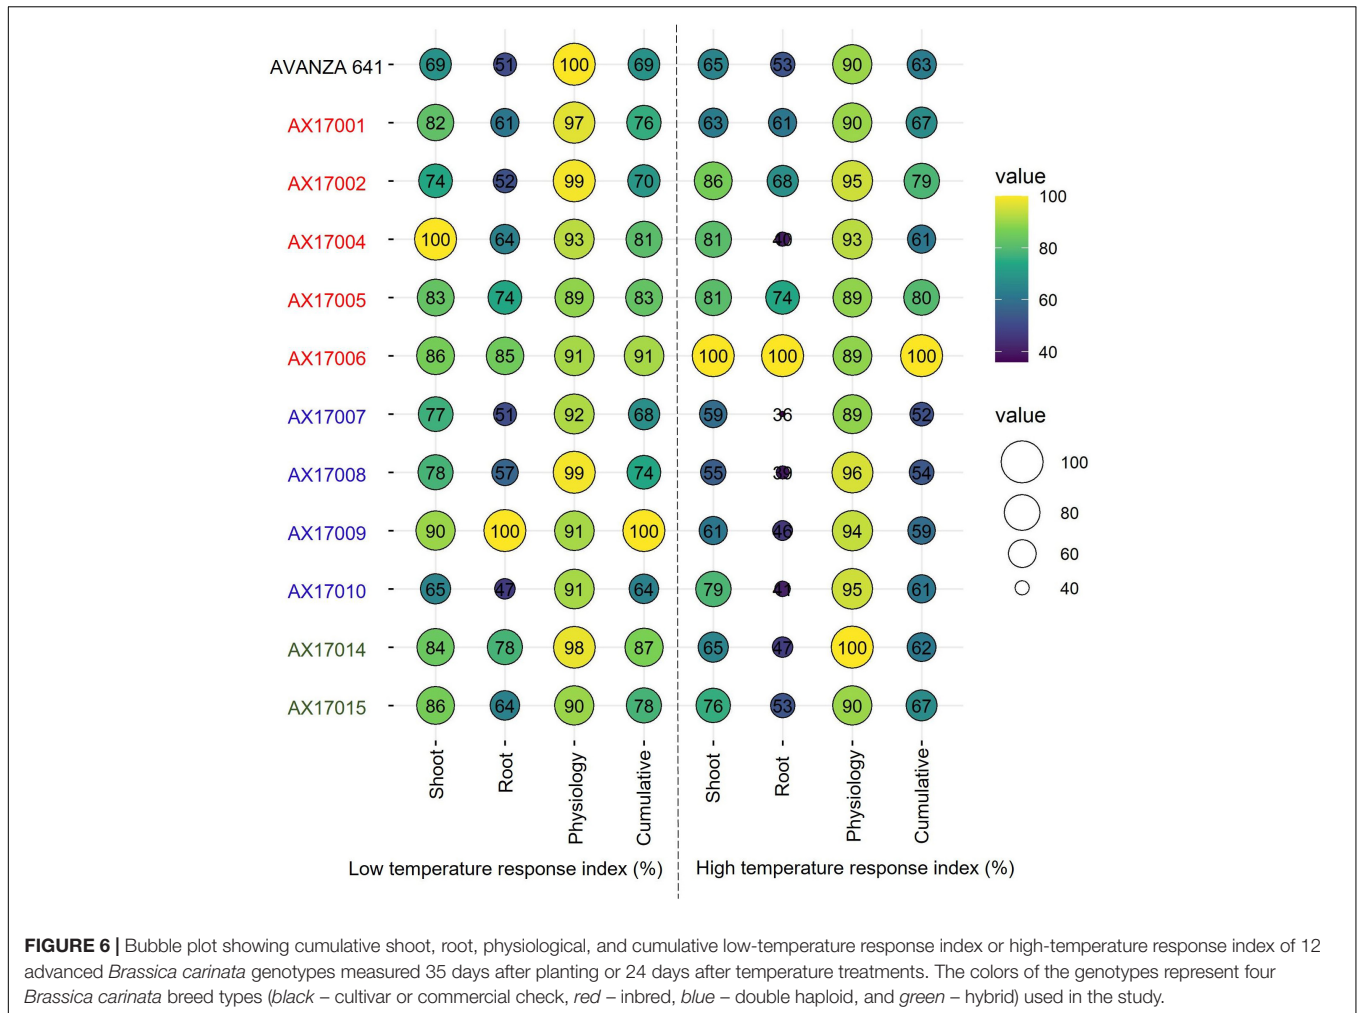 AVANZA 641 69 51 100 69 65 53 90 63
AX17001 82 61 97 76 63 61 90 67
AX17002 74 52 99 70 86 68 95 79
AX17004 100 64 93 81 81 40 93 61
AX17005 83 74 89 83 81 74 89 80
AX17006 86 85 91 91 100 100 89 100
AX17007 77 51 92 68 59 36 89 52
AX17008 78 57 99 74 55 39 96 54
AX17009 90 100 91 100 61 46 94 59
AX17010 65 47 91 64 79 41 95 61
AX17014 84 78 98 87 65 47 100 62
AX17015 86 64 90 78 76 53 90 67
Shoot Root Physiology Cumulative Shoot Root Physiology Cumulative
Low temperature response index (%) High temperature response index (%)
value
100
80
60
40
value
100
80
60
40
FIGURE 6 | Bubble plot showing cumulative shoot, root, physiological, and cumulative low-temperature response index or high-temperature response index of 12
advanced Brassica carinata genotypes measured 35 days after planting or 24 days after temperature treatments. The colors of the genotypes represent four
Brassica carinata breed types (black – cultivar or commercial check, red – inbred, blue – double haploid, and green – hybrid) used in the study.